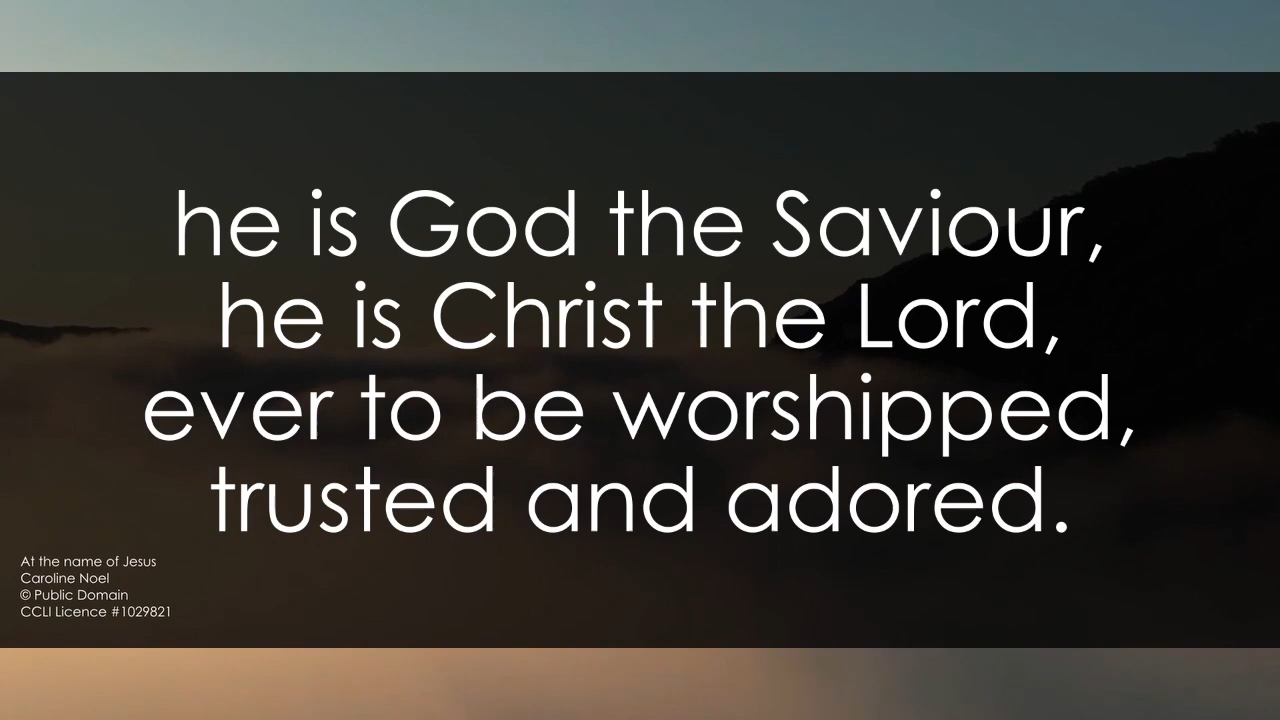 he is God the Saviour,
he is Christ the Lord,
ever to be worshipped,
trusted and adored.
At the name of Jesus
Caroline Noel
© Public Domain
CCLI Licence #1029821